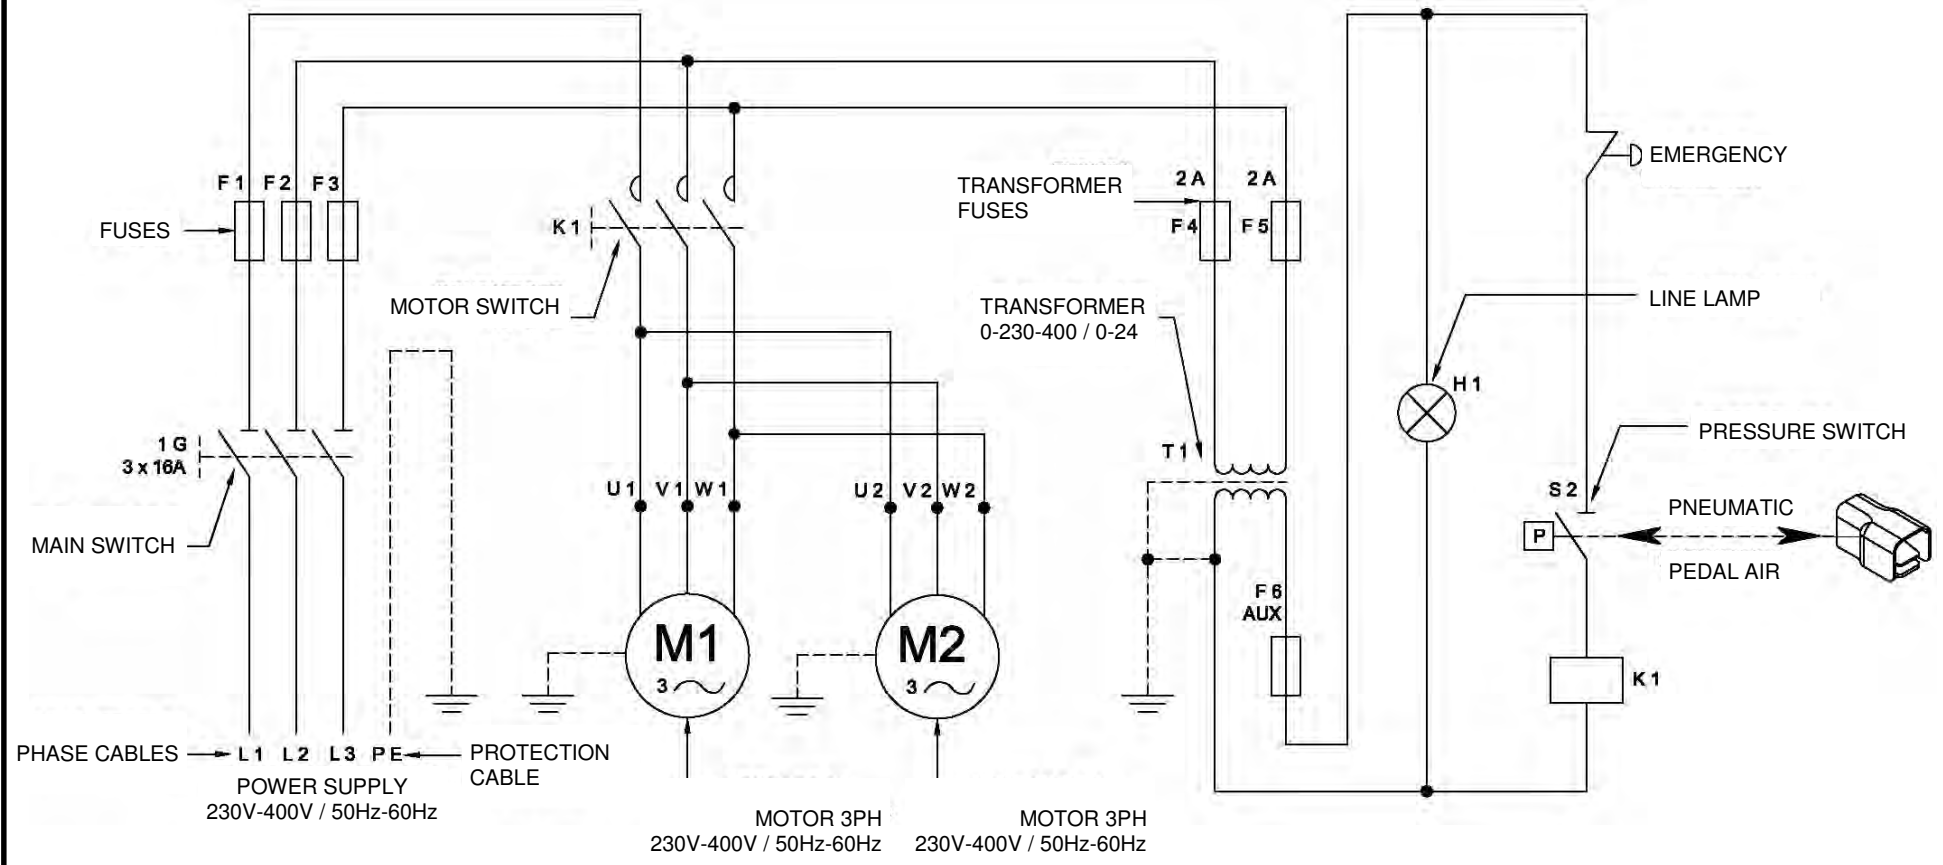 F1 F2 F3
FUSES
K1
MOTOR SWITCH
1G
3 x 16A
MAIN SWITCH
PHASE CABLES
L1 L2 L3 PE
PROTECTION
CABLE
POWER SUPPLY
230V-400V / 50Hz-60Hz
U1 V1 W1
U2 V2 W2
M1
3
M2
3
MOTOR 3PH
230V-400V / 50Hz-60Hz
MOTOR 3PH
230V-400V / 50Hz-60Hz
TRANSFORMER
FUSES
2A 2A
F4 F5
TRANSFORMER
0-230-400 / 0-24
T1
F6
AUX
EMERGENCY
LINE LAMP
H1
PRESSURE SWITCH
S2
P
PNEUMATIC
PEDAL AIR
K1